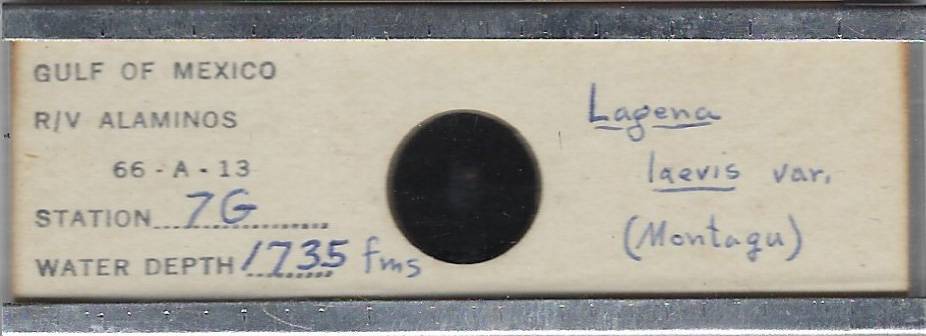 GULF OF MEXICO
R/V ALAMINOS
66-A-13
STATION 7G
WATER DEPTH 1735 fms
Lagena
laevis var.
(Montagu)